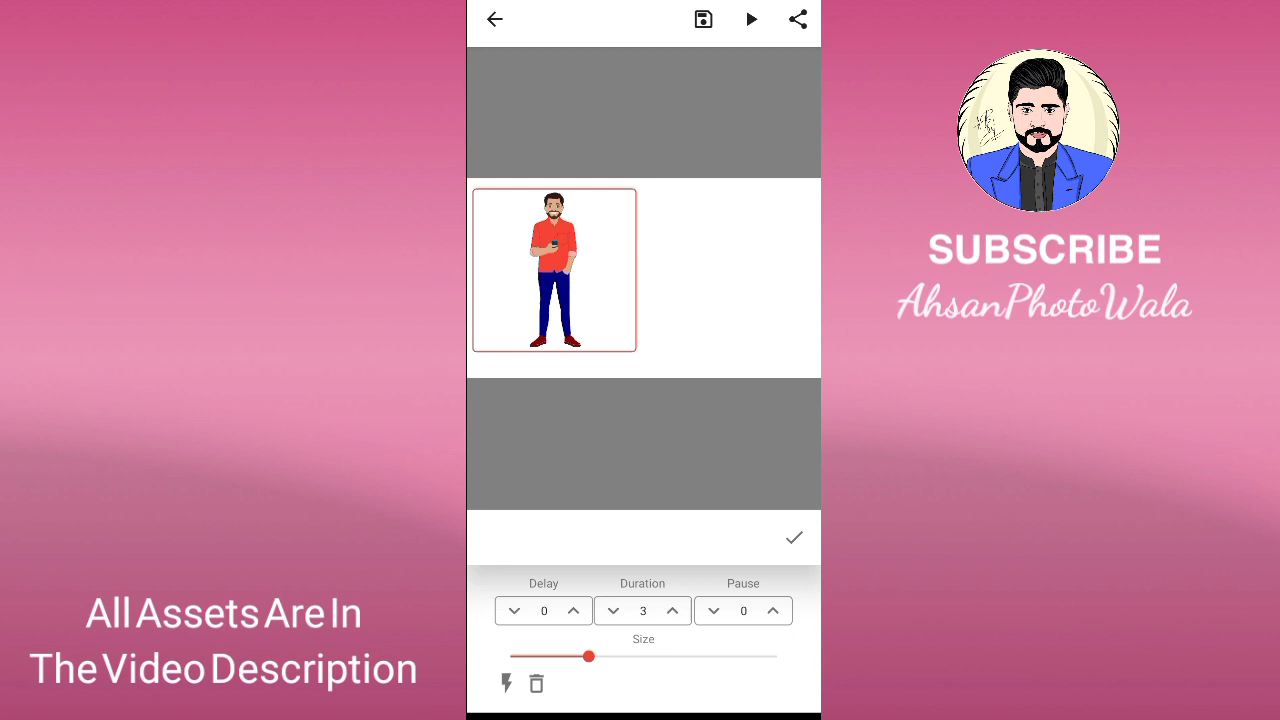 SUBSCRIBE
AhsanPhotoWala
Delay
Duration
Pause
0
3
0
Size
All Assets Are In
The Video Description